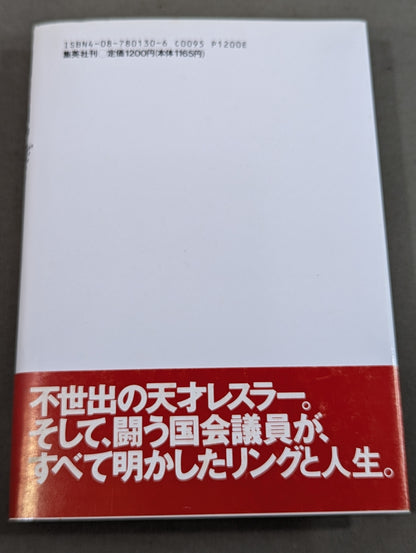 ISBN4-08-780130-6 C0095 P1200E
集英社刊 定価1200円(本体1165円)
不世出の天才レスラー。
そして、闘う国会議員が、
すべて明かしたリングと人生。